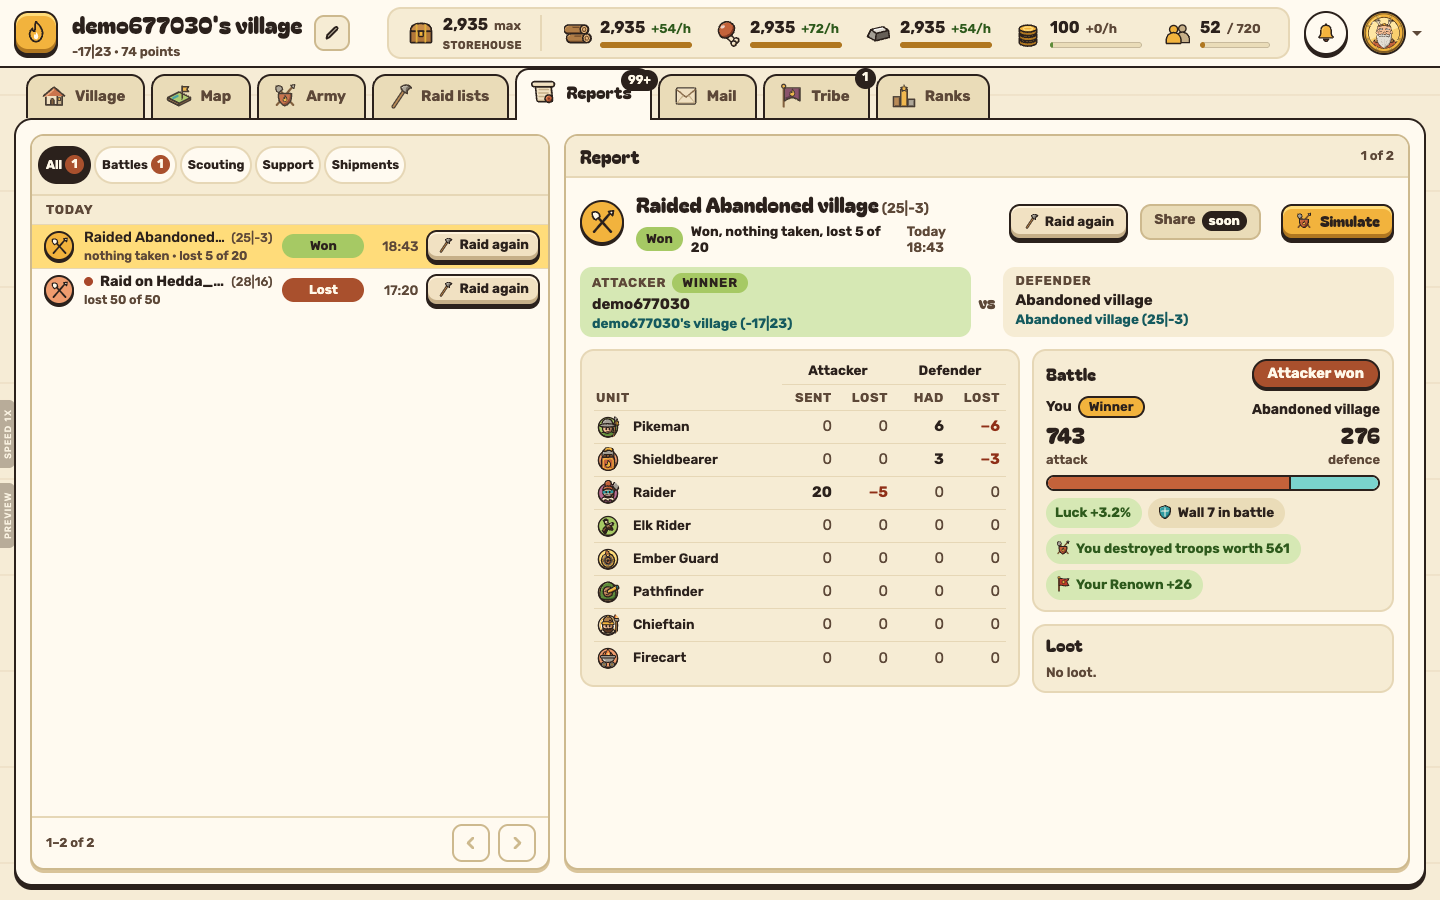 demo677030's village
-17|23 • 74 points
2,935 max
STOREHOUSE
2,935 +54/h
2,935 +72/h
2,935 +54/h
100 +0/h
52 / 720
Village
Map
Army
Raid lists
Reports
99+
Mail
Tribe
1
Ranks
All 1
Battles 1
Scouting
Support
Shipments
TODAY
Raided Abandoned... (25|-3)
nothing taken • lost 5 of 20
Won
18:43
Raid again
Raid on Hedda_... (28|16)
lost 50 of 50
Lost
17:20
Raid again
1–2 of 2
SPEED 1X
PREVIEW
Report
1 of 2
Raided Abandoned village (25|-3)
Won
Won, nothing taken, lost 5 of 20
Today 18:43
Raid again
Share soon
Simulate
ATTACKER WINNER
demo677030
demo677030's village (-17|23)
vs
DEFENDER
Abandoned village
Abandoned village (25|-3)
Attacker Defender
UNIT SENT LOST HAD LOST
Pikeman 0 0 6 −6
Shieldbearer 0 0 3 −3
Raider 20 −5 0 0
Elk Rider 0 0 0 0
Ember Guard 0 0 0 0
Pathfinder 0 0 0 0
Chieftain 0 0 0 0
Firecart 0 0 0 0
Battle
Attacker won
You Winner
Abandoned village
743
276
attack
defence
Luck +3.2%
Wall 7 in battle
You destroyed troops worth 561
Your Renown +26
Loot
No loot.